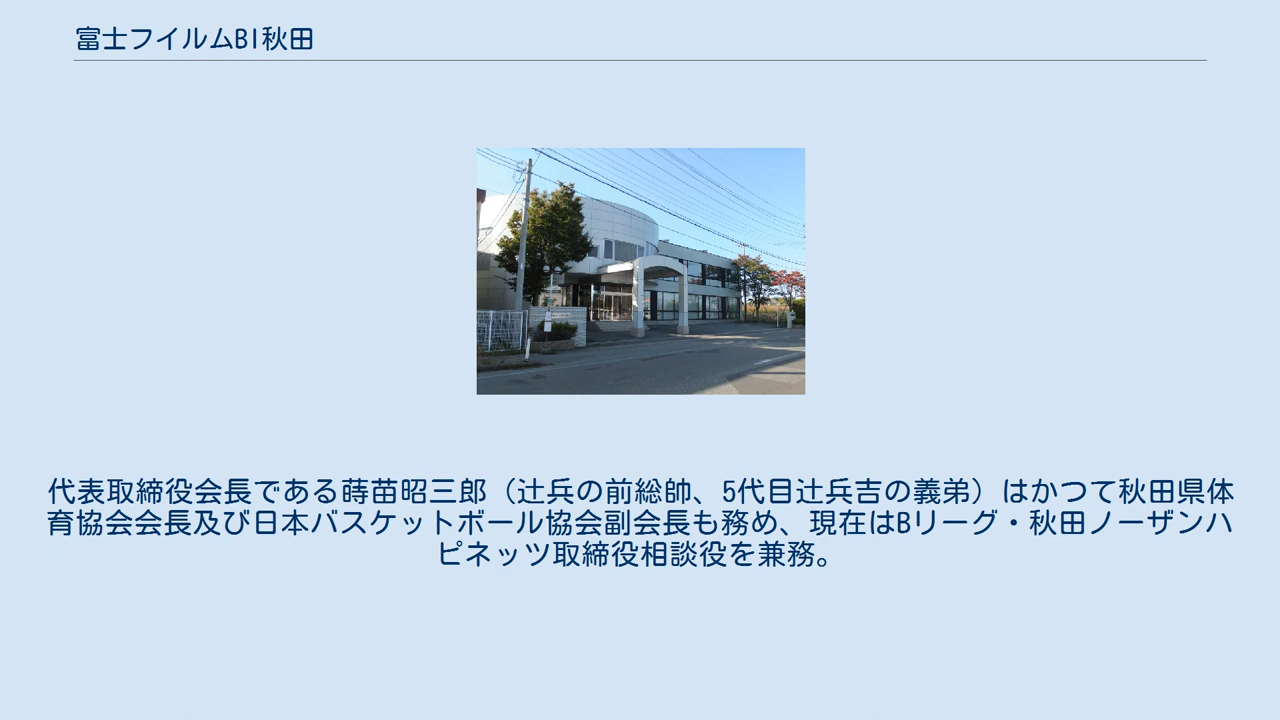 富士フイルムBI秋田
代表取締役会長である蒔苗昭三郎（辻兵の前総帥、5代目辻兵吉の義弟）はかつて秋田県体
育協会会長及び日本バスケットボール協会副会長も務め、現在はBリーグ・秋田ノーザンハ
ピネッツ取締役相談役を兼務。